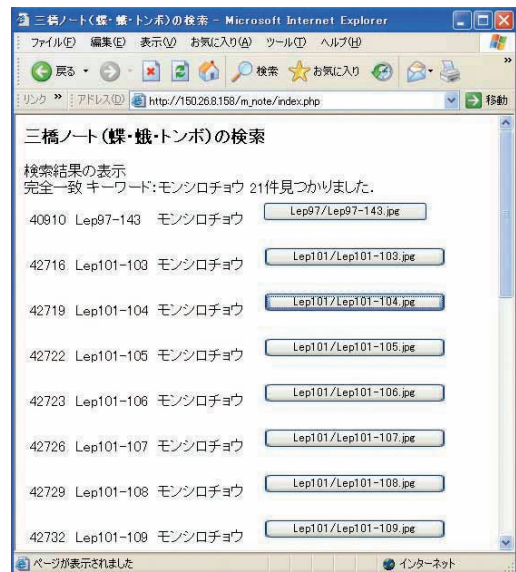 三橋ノート(蝶・蛾・トンボ)の検索 - Microsoft Internet Explorer
ファイル(F) 編集(E) 表示(V) お気に入り(A) ツール(T) ヘルプ(H)
戻る 検索 お気に入り »
リンク » アドレス(D) http://150.26.8.158/m_note/index.php 移動
三橋ノート(蝶・蛾・トンボ)の検索
検索結果の表示
完全一致 キーワード:モンシロチョウ 21件見つかりました.
40910 Lep97-143 モンシロチョウ Lep97/Lep97-143.jpg
42716 Lep101-103 モンシロチョウ Lep101/Lep101-103.jpg
42719 Lep101-104 モンシロチョウ Lep101/Lep101-104.jpg
42722 Lep101-105 モンシロチョウ Lep101/Lep101-105.jpg
42723 Lep101-106 モンシロチョウ Lep101/Lep101-106.jpg
42726 Lep101-107 モンシロチョウ Lep101/Lep101-107.jpg
42729 Lep101-108 モンシロチョウ Lep101/Lep101-108.jpg
42732 Lep101-109 モンシロチョウ Lep101/Lep101-109.jpg
ページが表示されました インターネット